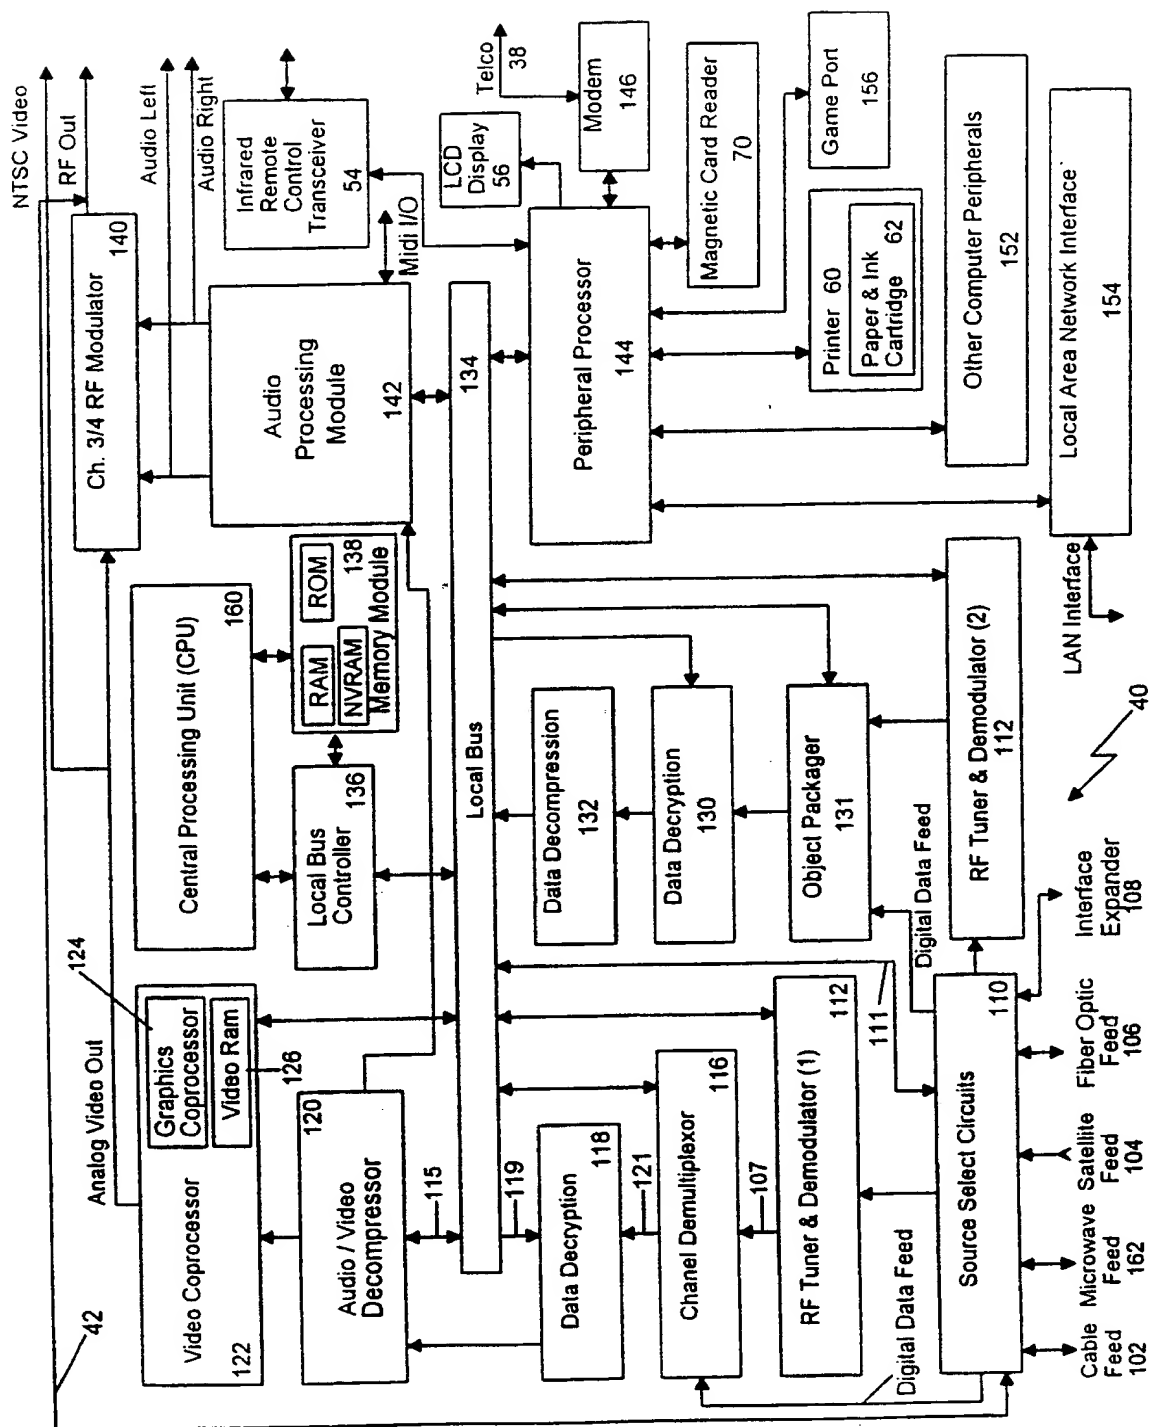 42
Analog Video Out
124
NTSC Video
RF Out
Audio Left
Audio Right
Video Coprocessor
122
Graphics
Coprocessor
Video Ram
126
Central Processing Unit (CPU)
160
Ch. 3/4 RF Modulator
140
Audio / Video
Decompressor
120
Local Bus
Controller
136
RAM
ROM
NVRAM
138
Memory Module
Audio
Processing
Module
142
Midi I/O
Infrared
Remote
Control
Transceiver
54
115
119
Local Bus
134
LCD
Display
56
Telco
38
Modem
146
Data Decryption
118
121
Chanel Demultiplexor
116
107
RF Tuner & Demodulator (1)
112
Data Decompression
132
Data Decryption
130
Object Packager
131
Peripheral Processor
144
Magnetic Card Reader
70
Game Port
156
Printer 60
Paper & Ink
Cartridge
62
Other Computer Peripherals
152
Local Area Network Interface
154
LAN Interface
Digital Data Feed
111
Digital Data Feed
Source Select Circuits
110
RF Tuner & Demodulator (2)
112
Cable
Feed
102
Microwave
Feed
162
Satellite
Feed
104
Fiber Optic
Feed
106
Interface
Expander
108
40